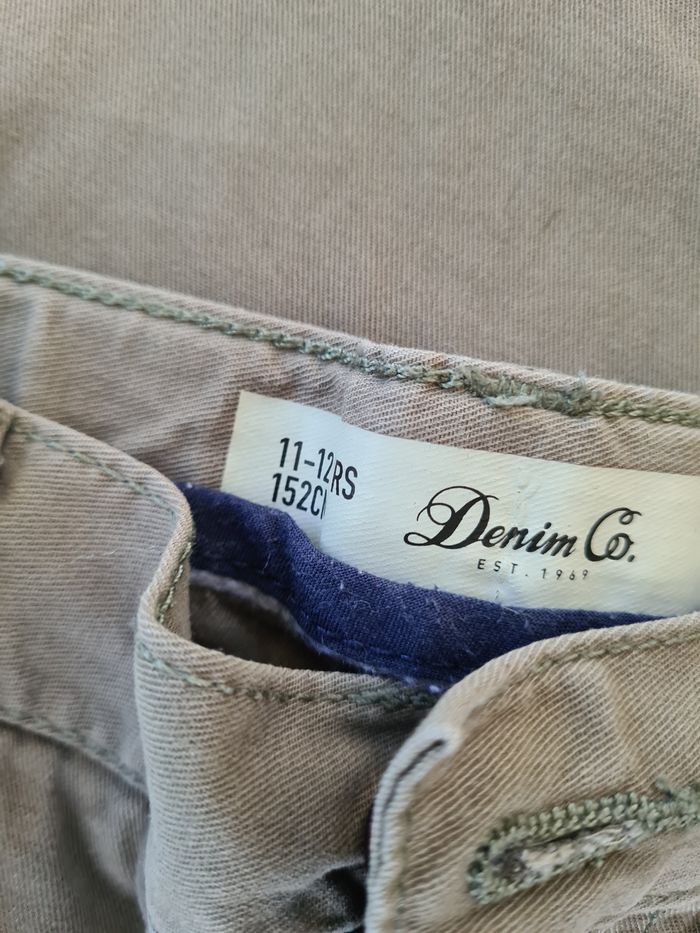 11-12RS
152C
Denim Co.
EST. 1969